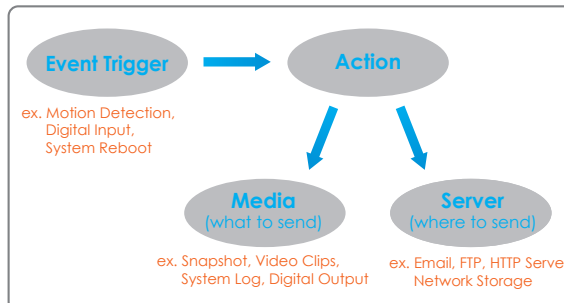 Event Trigger
Action
ex. Motion Detection,
Digital Input,
System Reboot
Media
(what to send)
Server
(where to send)
ex. Snapshot, Video Clips,
System Log, Digital Output
ex. Email, FTP, HTTP Serve
Network Storage